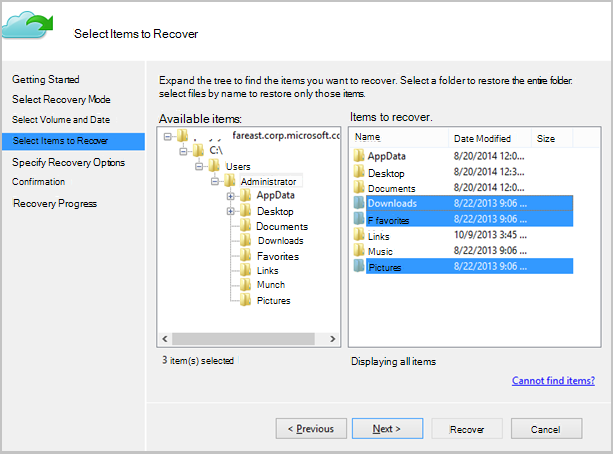 Select Items to Recover
Getting Started
Select Recovery Mode
Select Volume and Date
Select Items to Recover
Specify Recovery Options
Confirmation
Recovery Progress
Expand the tree to find the items you want to recover. Select a folder to restore the entire folder.
select files by name to restore only those items.
Available items:
fareast.corp.microsoft.cc
C:\
Users
Administrator
AppData
Desktop
Documents
Downloads
Favorites
Links
Munch
Pictures
3 item(s) selected
Items to recover.
Name Date Modified Size
AppData 8/20/2014 12:0...
Desktop 8/20/2014 12:3...
Documents 8/20/2014 12:0...
Downloads 8/22/2013 9:06 ...
F favorites 8/22/2013 9:06 ...
Links 10/9/2013 3:45 ...
Music 8/22/2013 9:06 ...
Pictures 8/22/2013 9:06 ...
Displaying all items
Cannot find items?
< Previous
Next >
Recover
Cancel